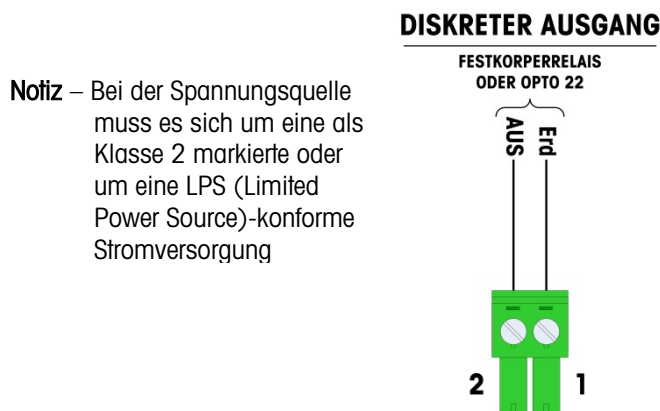 DISKRETER AUSGANG
FESTKORPERRELAIS
ODER OPTO 22
AUS
Erd
Notiz – Bei der Spannungsquelle
muss es sich um eine als
Klasse 2 markierte oder
um eine LPS (Limited
Power Source)-konforme
Stromversorgung
2
1